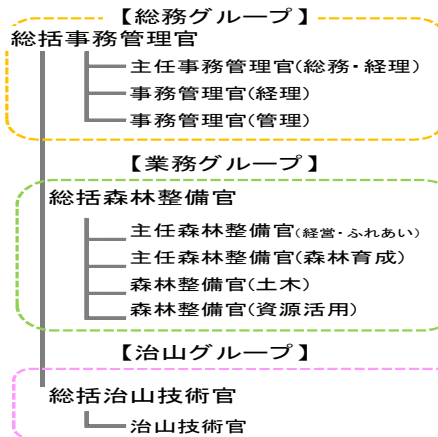 【総務グループ】
総括事務管理官
主任事務管理官(総務・経理)
事務管理官(経理)
事務管理官(管理)
【業務グループ】
総括森林整備官
主任森林整備官(経営・ふれあい)
主任森林整備官(森林育成)
森林整備官(土木)
森林整備官(資源活用)
【治山グループ】
総括治山技術官
治山技術官